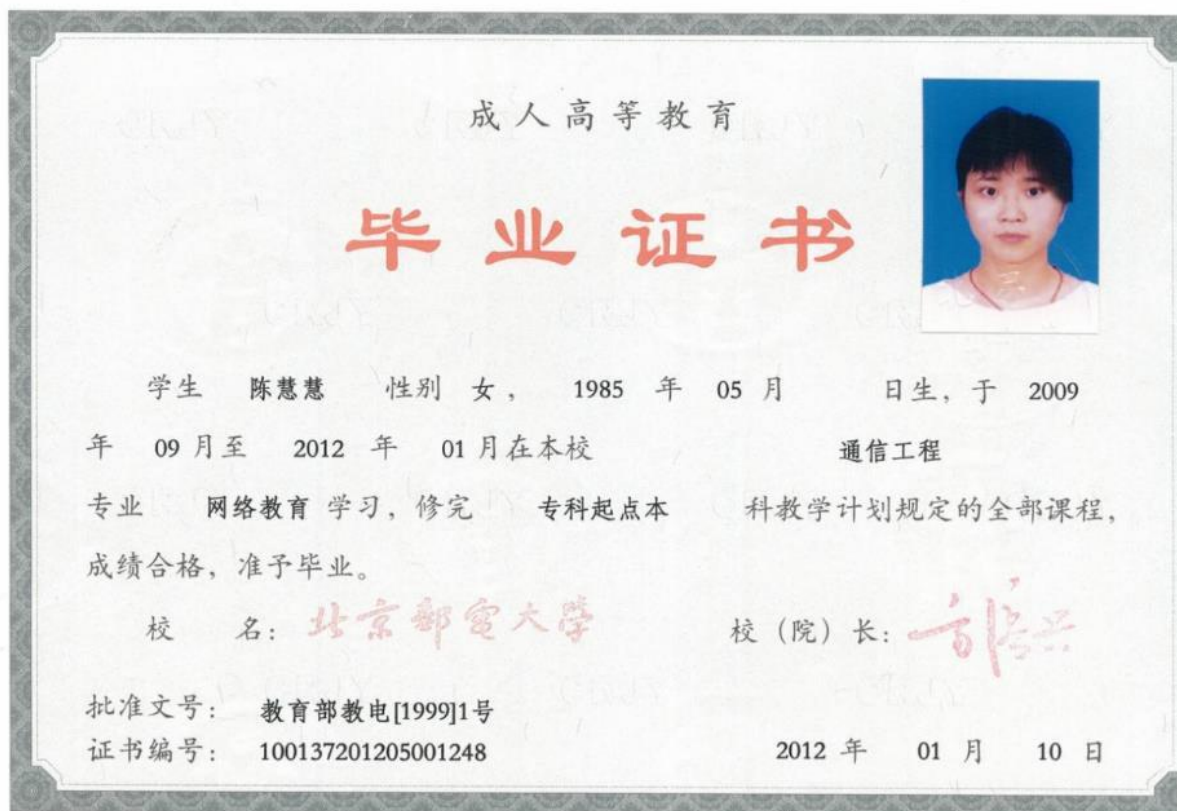 成人高等教育
毕业证书
学生 陈慧慧 性别 女， 1985 年 05 月 日生，于 2009
年 09 月至 2012 年 01 月在本校 通信工程
专业 网络教育 学习，修完 专科起点本 科教学计划规定的全部课程，
成绩合格，准予毕业。
校 名： 北京邮电大学 校（院）长：
批准文号： 教育部教电[1999]1号
证书编号： 100137201205001248 2012 年 01 月 10 日